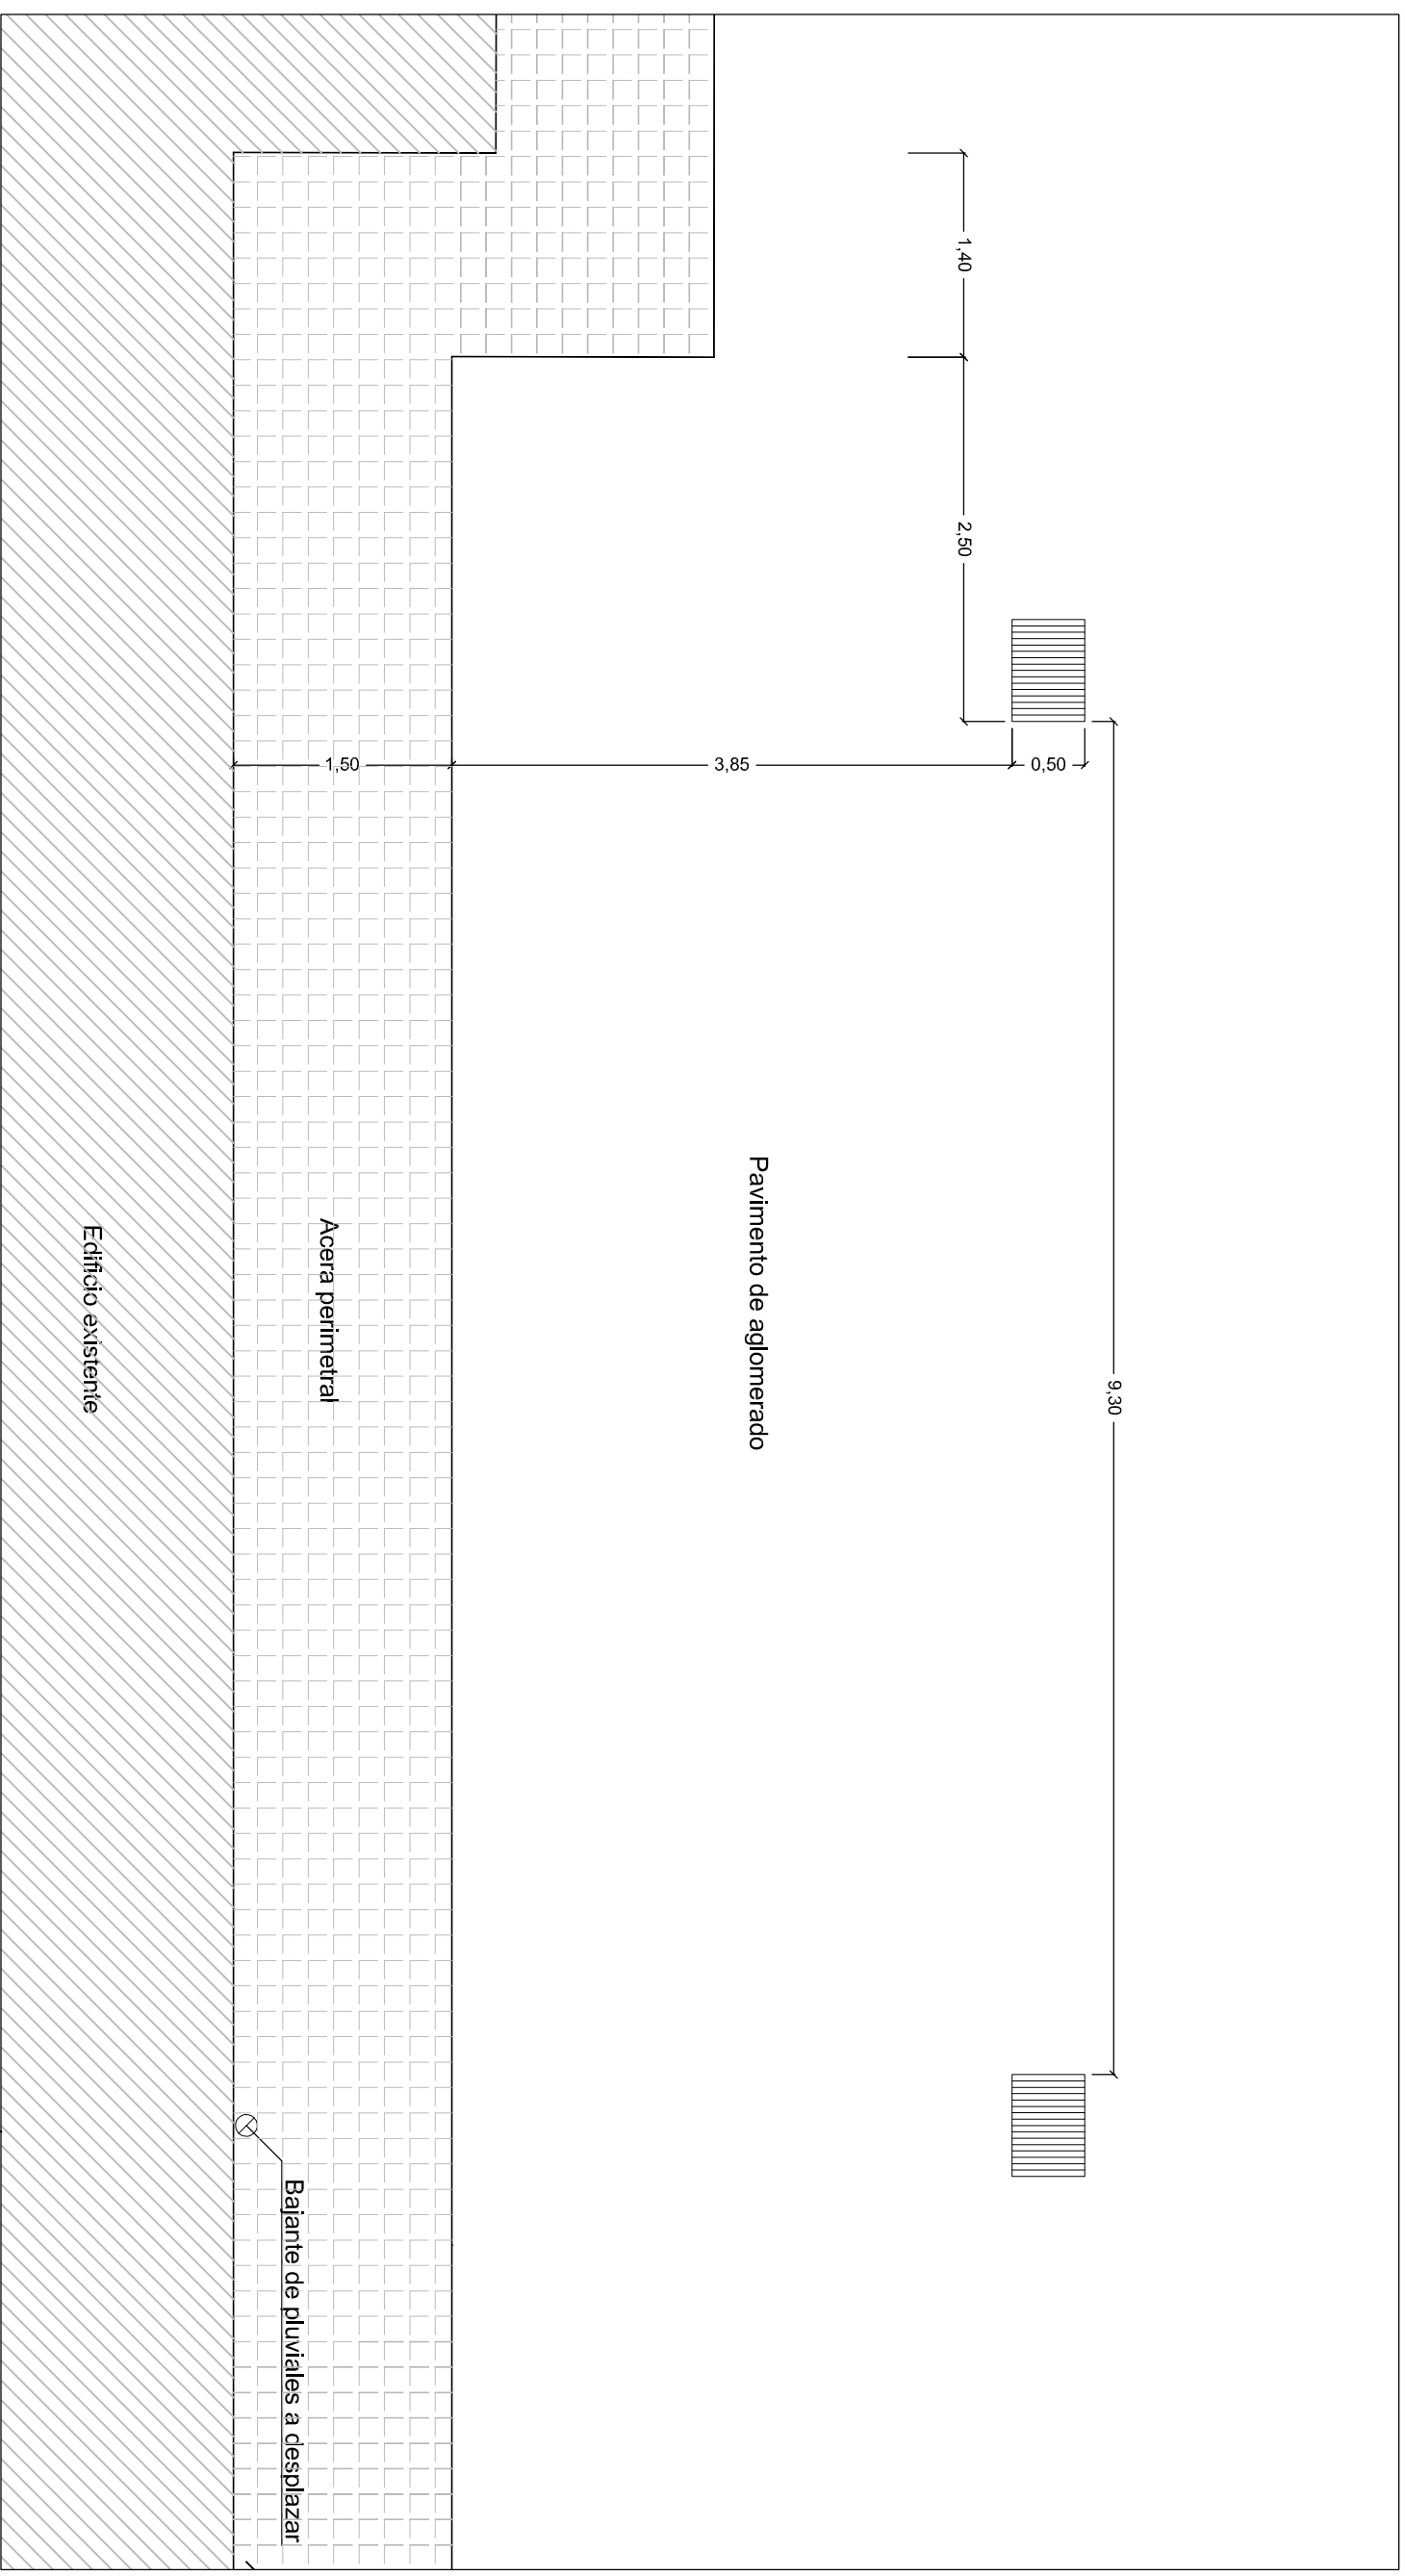 1,40
2,50
1,50
3,85
0,50
9,30
Pavimento de aglomerado
Acera perimetral
Edificio existente
Bajante de pluviales a desplazar